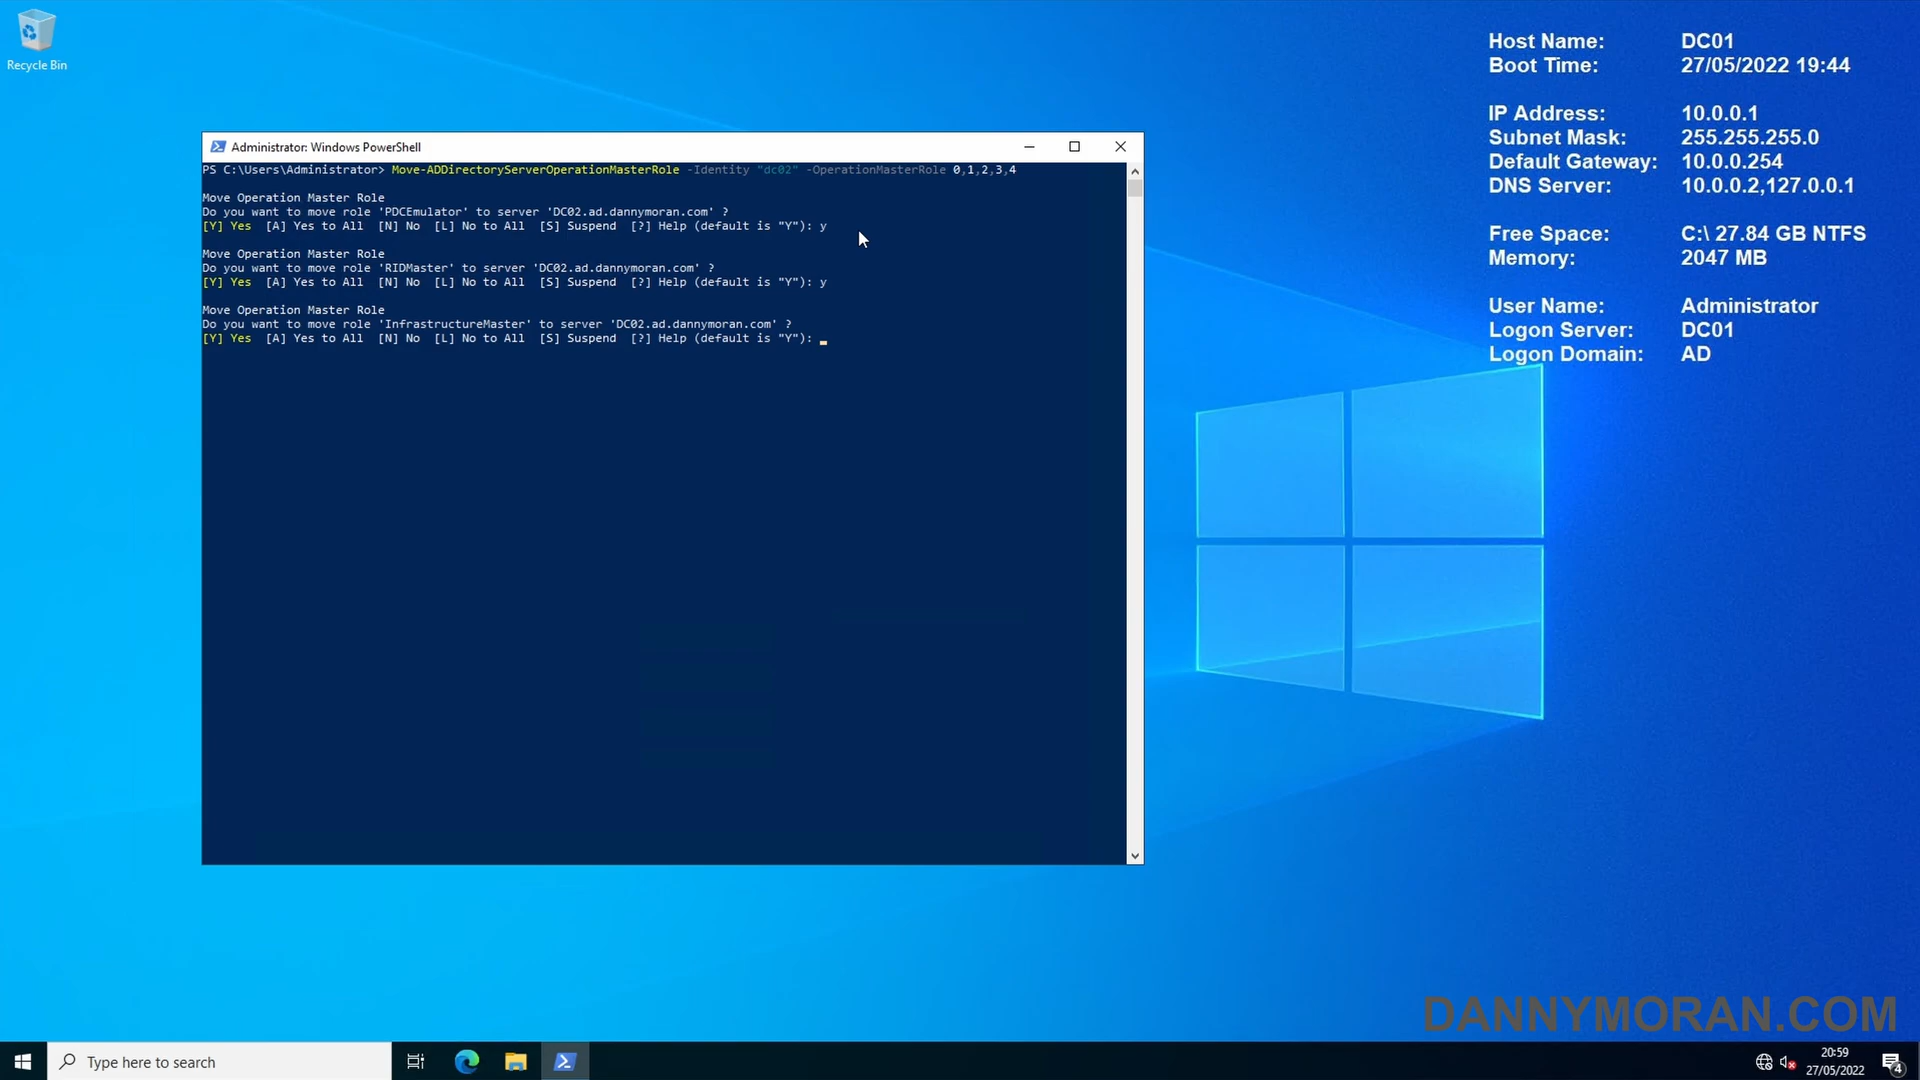 Recycle Bin
Host Name: DC01
Boot Time: 27/05/2022 19:44
IP Address: 10.0.0.1
Subnet Mask: 255.255.255.0
Default Gateway: 10.0.0.254
DNS Server: 10.0.0.2,127.0.0.1
Free Space: C:\ 27.84 GB NTFS
Memory: 2047 MB
User Name: Administrator
Logon Server: DC01
Logon Domain: AD
Administrator: Windows PowerShell
PS C:\Users\Administrator> Move-ADDirectoryServerOperationMasterRole -Identity "dc02" -OperationMasterRole 0,1,2,3,4
Move Operation Master Role
Do you want to move role 'PDCEmulator' to server 'DC02.ad.dannymoran.com' ?
[Y] Yes  [A] Yes to All  [N] No  [L] No to All  [S] Suspend  [?] Help (default is "Y"): y
Move Operation Master Role
Do you want to move role 'RIDMaster' to server 'DC02.ad.dannymoran.com' ?
[Y] Yes  [A] Yes to All  [N] No  [L] No to All  [S] Suspend  [?] Help (default is "Y"): y
Move Operation Master Role
Do you want to move role 'InfrastructureMaster' to server 'DC02.ad.dannymoran.com' ?
[Y] Yes  [A] Yes to All  [N] No  [L] No to All  [S] Suspend  [?] Help (default is "Y"):
DANNYMORAN.COM
Type here to search
20:59
27/05/2022
4